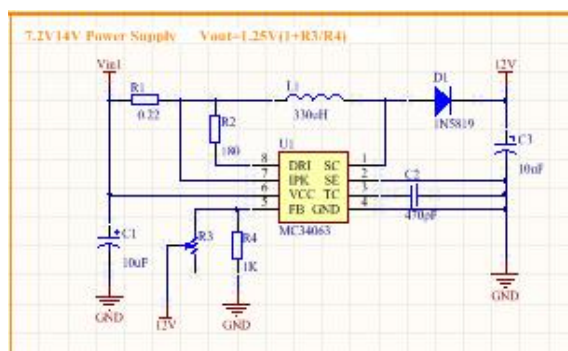 7.2V14V Power Supply Vout=1.25V(1+R3/R4)
Vin1
12V
R1
0.22
L1
330uH
D1
1N5819
R2
180
U1
8 DRI SC 1
7 IPK SE 2
6 VCC TC 3
5 FB GND 4
MC34063
C2
470pF
C3
10uF
C1
10uF
R3
R4
1K
GND
12V
GND
GND